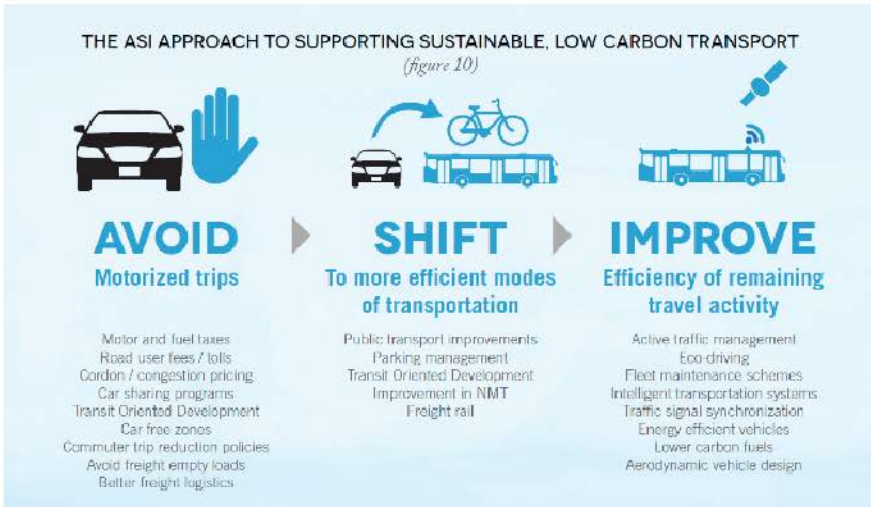 THE ASI APPROACH TO SUPPORTING SUSTAINABLE, LOW CARBON TRANSPORT
(figure 10)
AVOID
Motorized trips
Motor and fuel taxes
Road user fees / tolls
Cordon / congestion pricing
Car sharing programs
Transit Oriented Development
Car free zones
Commuter trip reduction policies
Avoid freight empty loads
Better freight logistics
SHIFT
To more efficient modes
of transportation
Public transport improvements
Parking management
Transit Oriented Development
Improvement in NMT
Freight rail
IMPROVE
Efficiency of remaining
travel activity
Active traffic management
Eco-driving
Fleet maintenance schemes
Intelligent transportation systems
Traffic signal synchronization
Energy efficient vehicles
Lower carbon fuels
Aerodynamic vehicle design